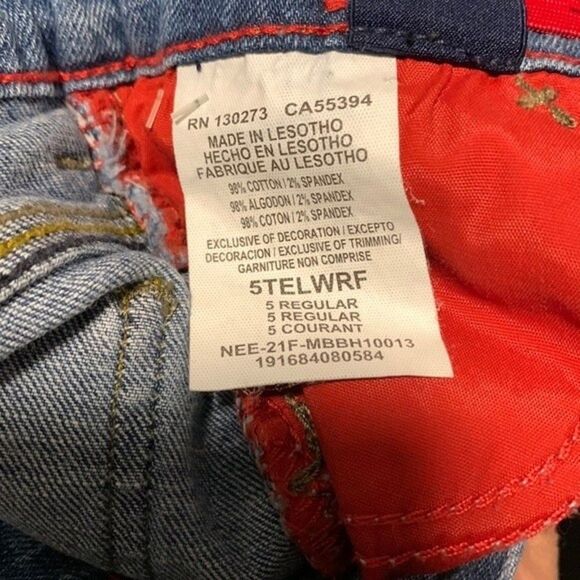 RN 130273 CA55394
MADE IN LESOTHO
HECHO EN LESOTHO
FABRIQUE AU LESOTHO
98% COTTON / 2% SPANDEX
98% ALGODON / 2% SPANDEX
98% COTON / 2% SPANDEX
EXCLUSIVE OF DECORATION / EXCEPTO
DECORACION / EXCLUSIVE OF TRIMMING/
GARNITURE NON COMPRISE
5TELWRF
5 REGULAR
5 REGULAR
5 COURANT
NEE-21F-MBBH10013
191684080584